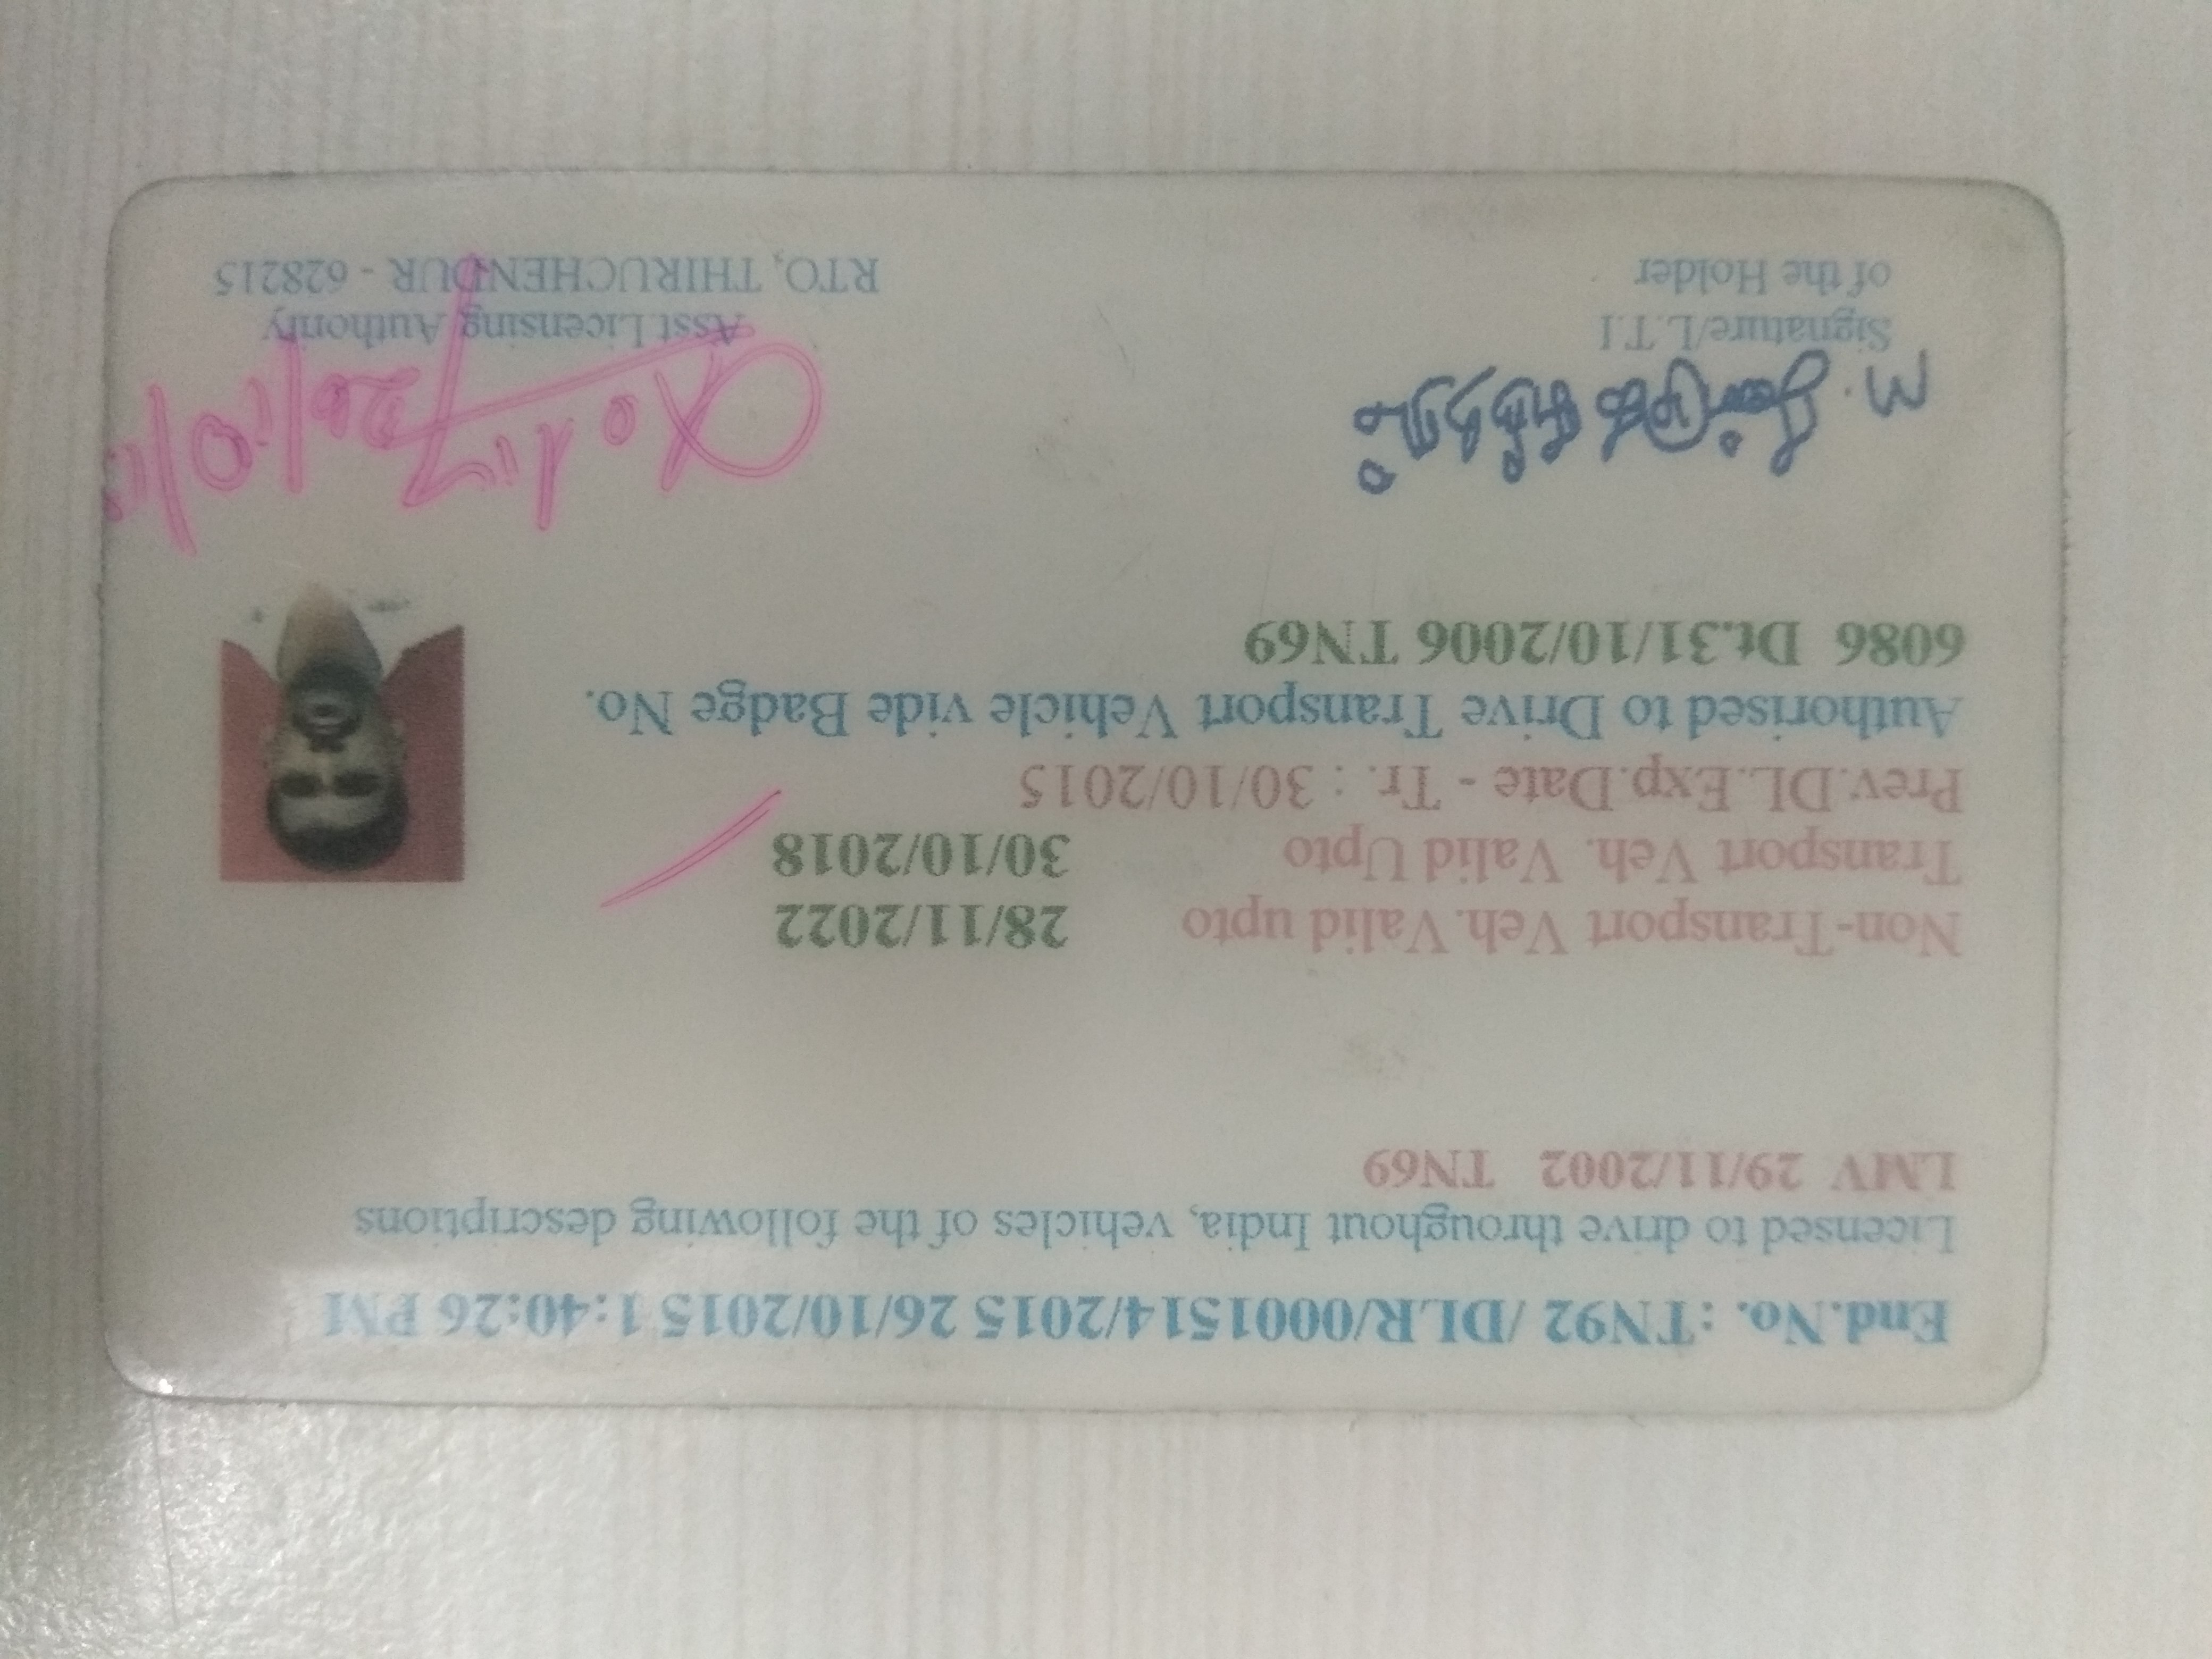 End.No. : TN92 /DLR/0001514/2015 26/10/2015 1:40:26 PM
Licensed to drive throughout India, vehicles of the following descriptions
LMV 29/11/2002 TN69
Non-Transport Veh.Valid upto 28/11/2022
Transport Veh. Valid Upto 30/10/2018
Prev.DL.Exp.Date - Tr. : 30/10/2015
Authorised to Drive Transport Vehicle vide Badge No.
6086 Dt.31/10/2006 TN69
M.
Signature/L.T.I
of the Holder
Asst.Licensing Authority
RTO, THIRUCHENDUR - 628215